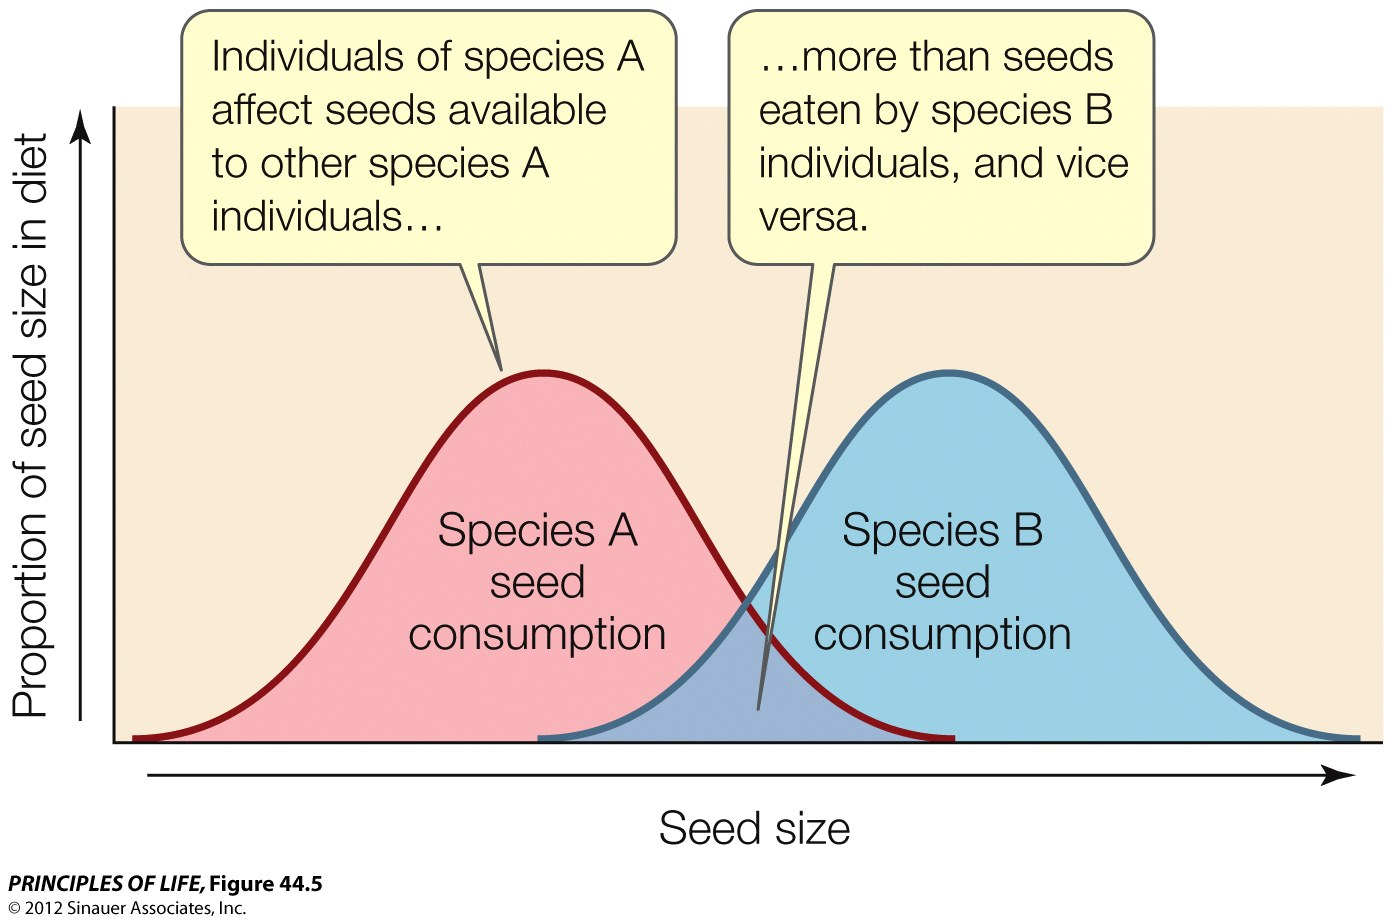 Individuals of species A
affect seeds available
to other species A
individuals…
…more than seeds
eaten by species B
individuals, and vice
versa.
Proportion of seed size in diet
Species A
seed
consumption
Species B
seed
consumption
Seed size
PRINCIPLES OF LIFE, Figure 44.5
© 2012 Sinauer Associates, Inc.